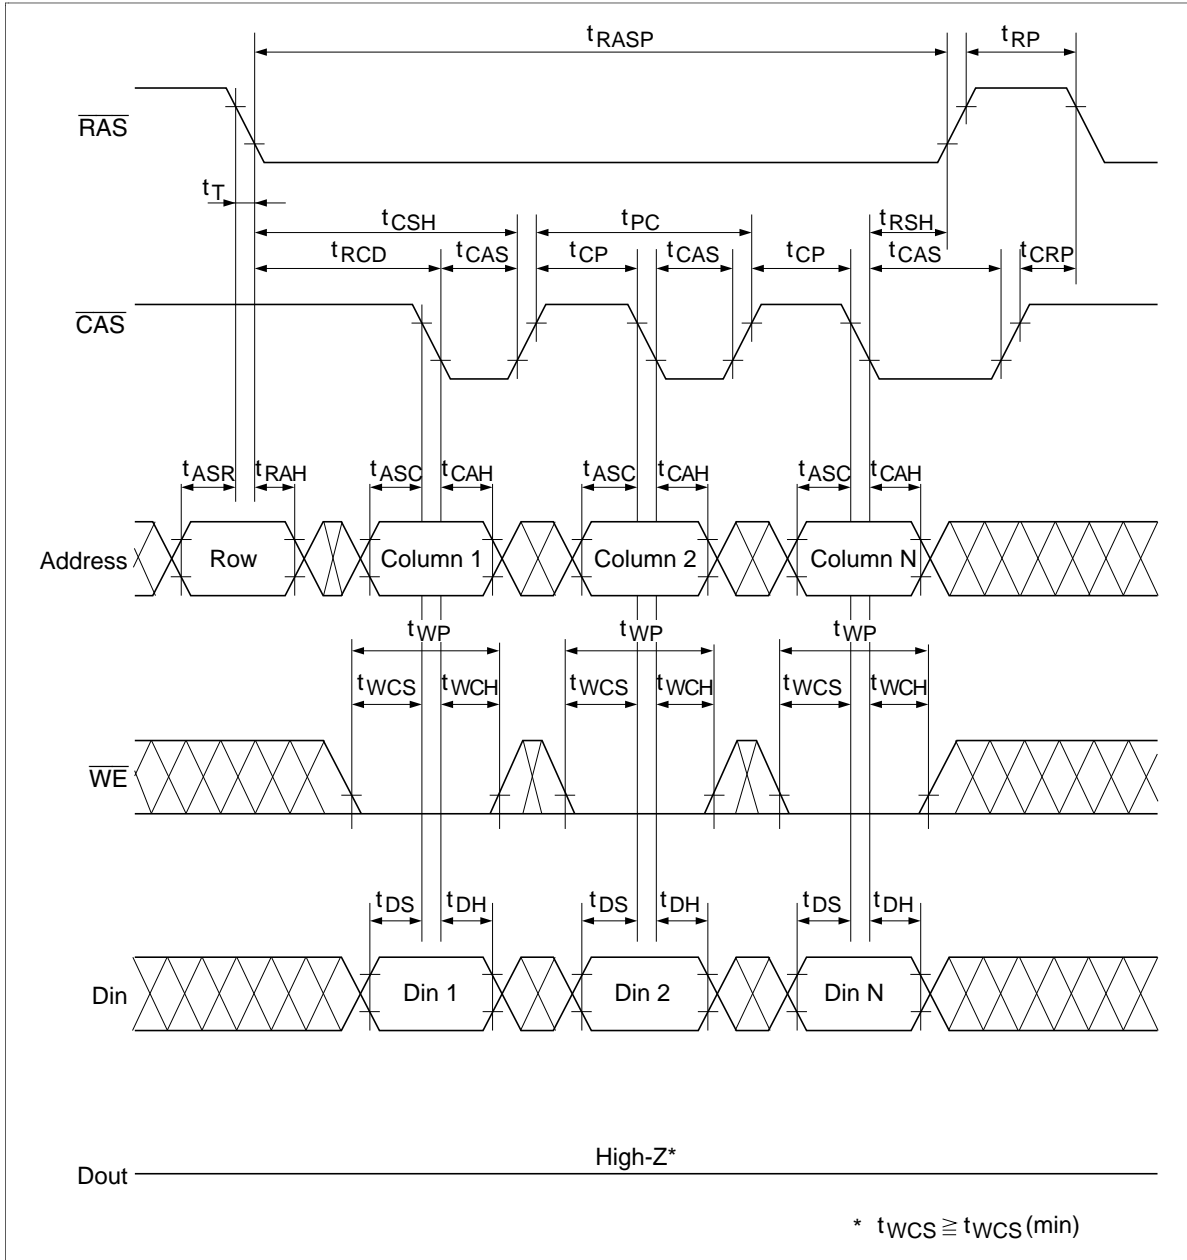 tRASP tRP
RAS
tT
tCSH tPC tRSH
tRCD tCAS tCP tCAS tCP tCAS tCRP
CAS
tASR tRAH tASC tCAH tASC tCAH tASC tCAH
Address Row Column 1 Column 2 Column N
tWP tWP tWP
tWCS tWCH tWCS tWCH tWCS tWCH
WE
tDS tDH tDS tDH tDS tDH
Din Din 1 Din 2 Din N
High-Z*
Dout
* tWCS ≧ tWCS (min)